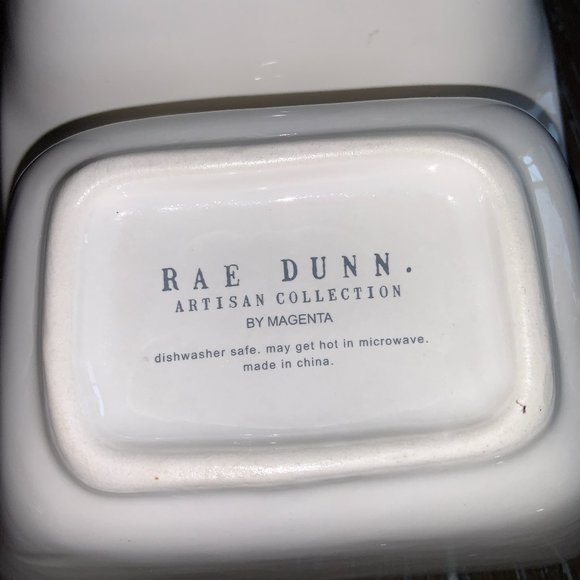 RAE DUNN.
ARTISAN COLLECTION
BY MAGENTA
dishwasher safe. may get hot in microwave.
made in china.